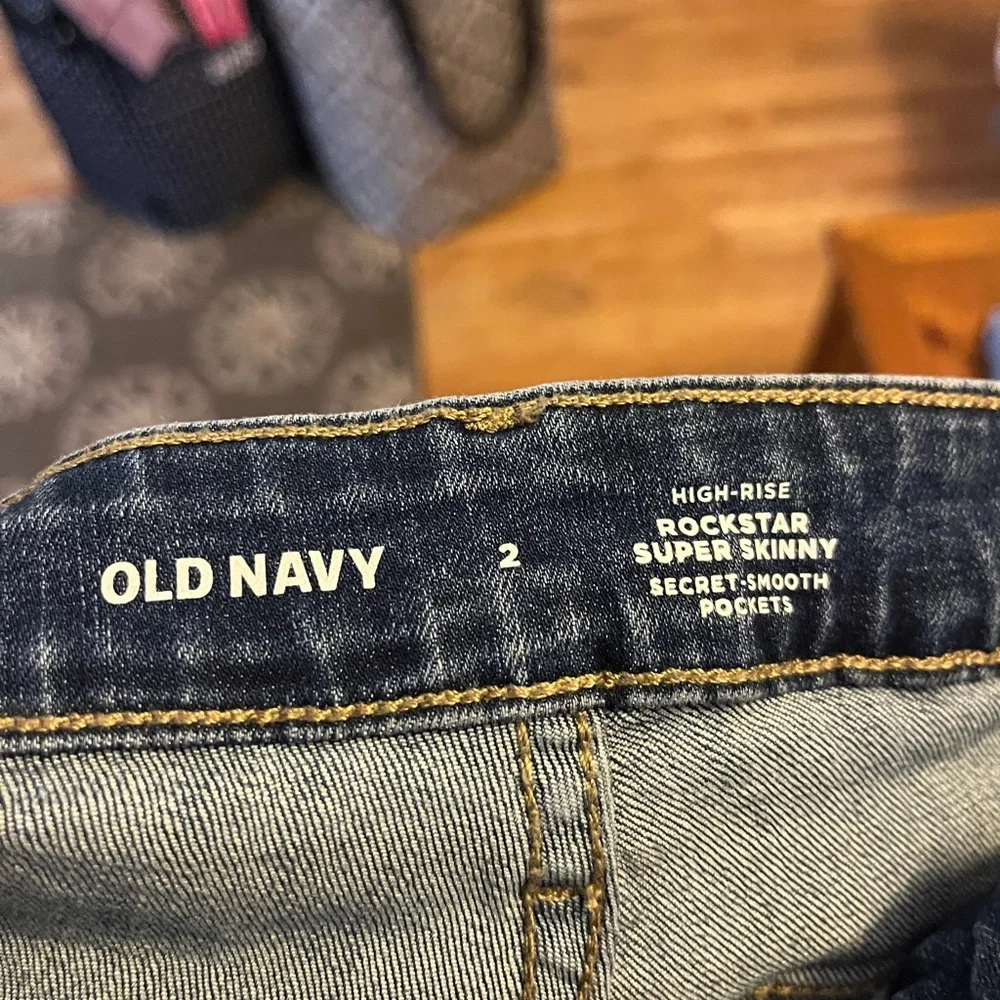 OLD NAVY
2
HIGH-RISE
ROCKSTAR
SUPER SKINNY
SECRET-SMOOTH
POCKETS